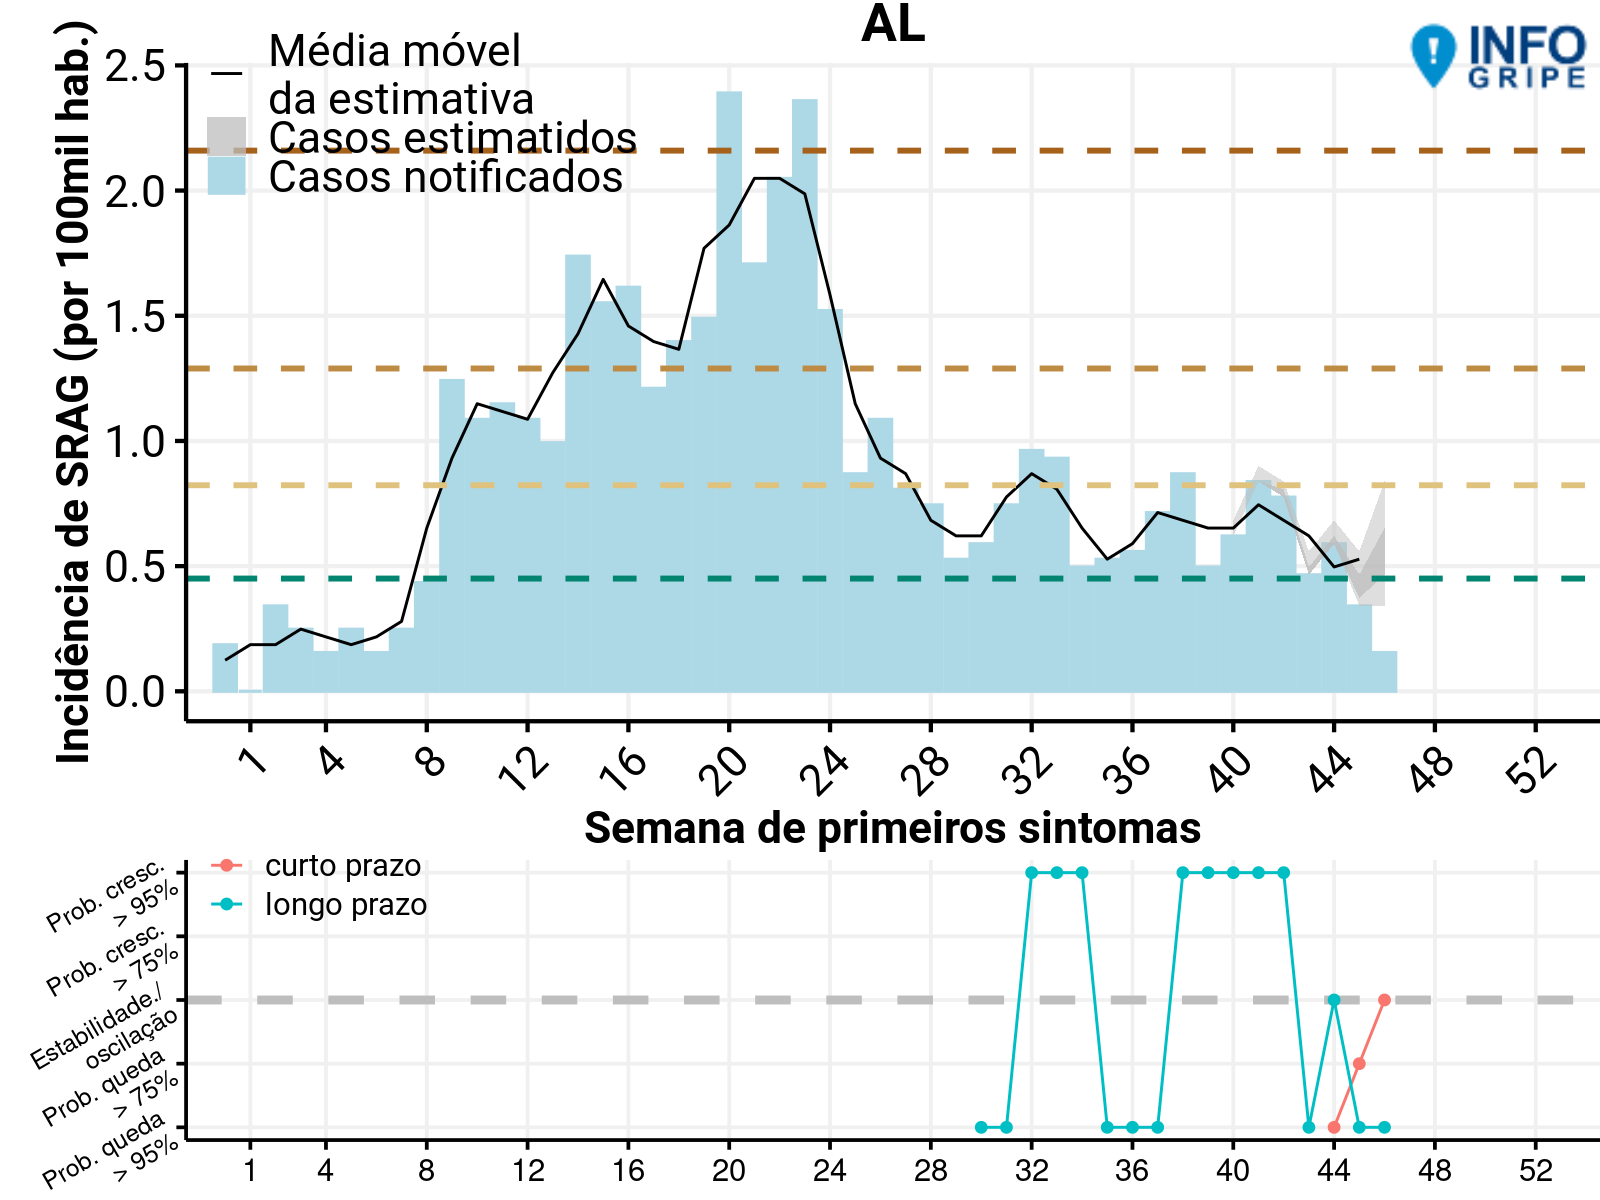 AL
INFO
GRIPE
Média móvel
da estimativa
Casos estimatidos
Casos notificados
Incidência de SRAG (por 100mil hab.)
2.5
2.0
1.5
1.0
0.5
0.0
1 4 8 12 16 20 24 28 32 36 40 44 48 52
Semana de primeiros sintomas
curto prazo
longo prazo
Prob. cresc.
> 95%
Prob. cresc.
> 75%
Estabilidade./
oscilação
Prob. queda
> 75%
Prob. queda
> 95%
1 4 8 12 16 20 24 28 32 36 40 44 48 52